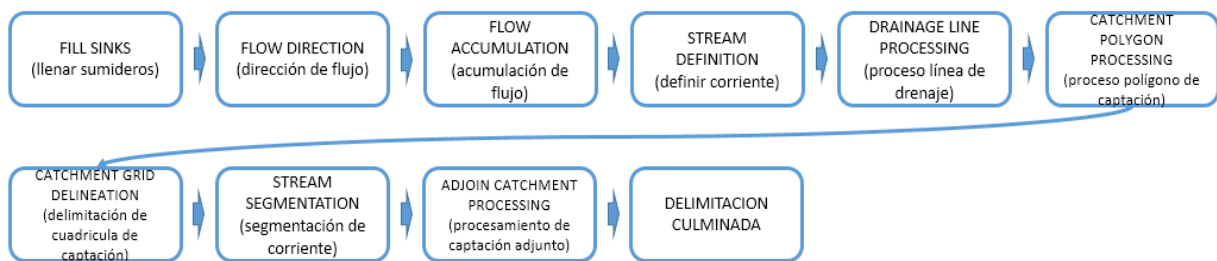 FILL SINKS
(llenar sumideros)
FLOW DIRECTION
(dirección de flujo)
FLOW
ACCUMULATION
(acumulación de
flujo)
STREAM
DEFINITION
(definir corriente)
DRAINAGE LINE
PROCESSING
(proceso línea de
drenaje)
CATCHMENT
POLYGON
PROCESSING
(proceso polígono de
captación)
CATCHMENT GRID
DELINEATION
(delimitación de
cuadricula de
captación)
STREAM
SEGMENTATION
(segmentación de
corriente)
ADJOIN CATCHMENT
PROCESSING
(procesamiento de
captación adjunto)
DELIMITACION
CULMINADA